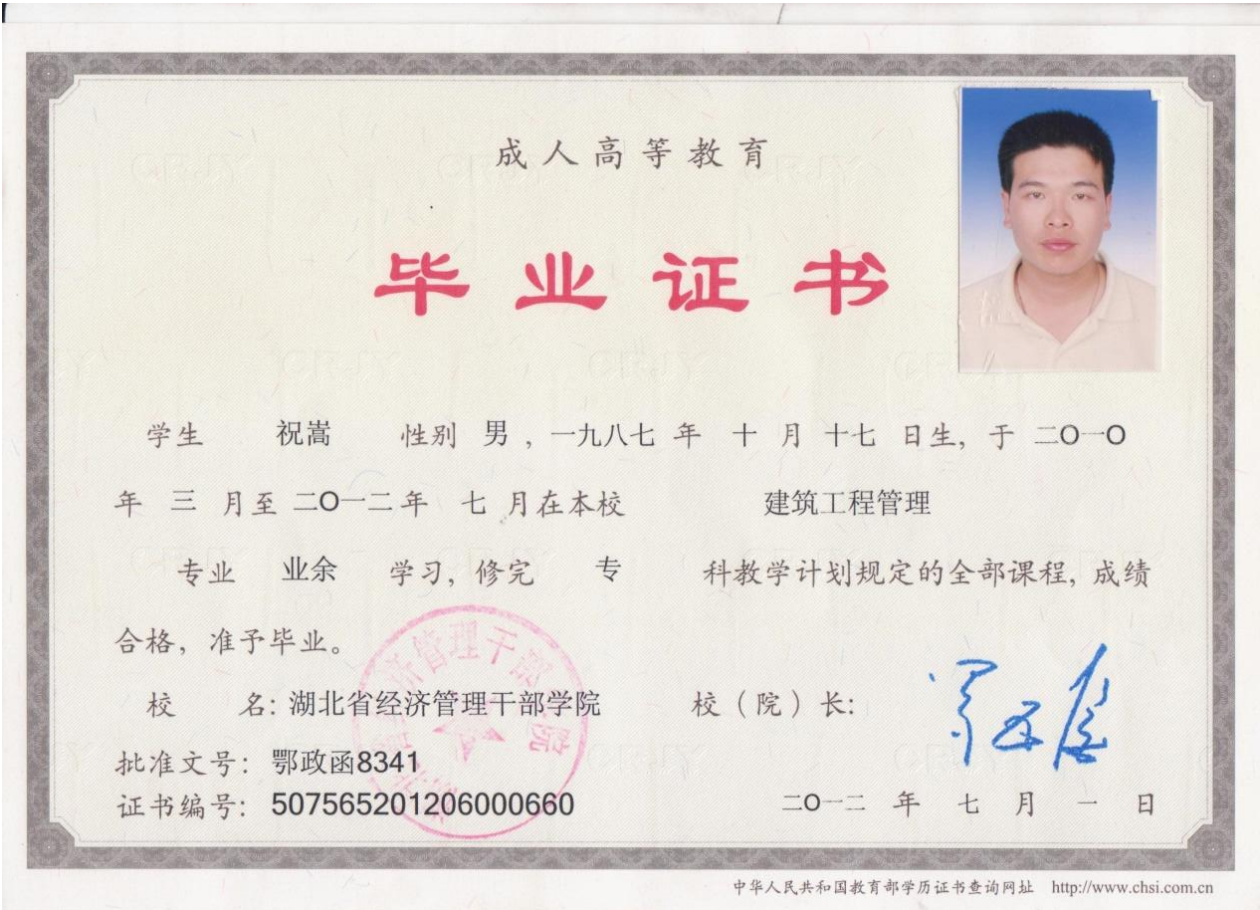 成人高等教育
毕业证书
学生 祝嵩 性别 男 , 一九八七 年 十 月 十七 日生, 于 二〇一〇
年 三 月至 二〇一二 年 七 月在本校 建筑工程管理
专业 业余 学习, 修完 专 科教学计划规定的全部课程, 成绩
合格, 准予毕业。
校 名: 湖北省经济管理干部学院 校（院）长:
批准文号: 鄂政函8341
证书编号: 507565201206000660 二〇一二 年 七 月 一 日
中华人民共和国教育部学历证书查询网址 http://www.chsi.com.cn